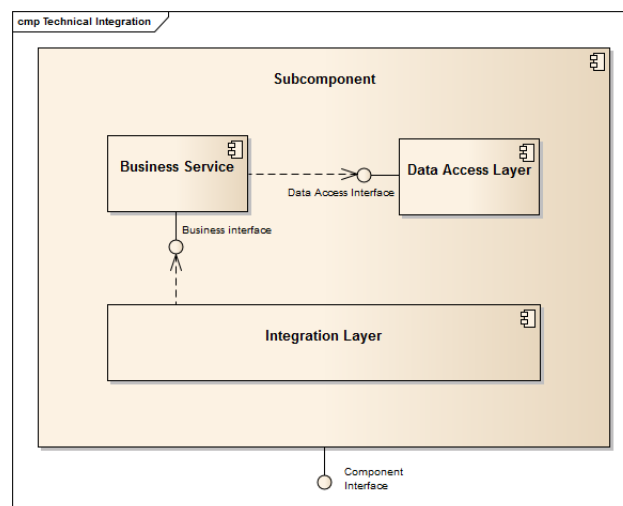 cmp Technical Integration
Subcomponent
Business Service
Data Access Layer
Data Access Interface
Business interface
Integration Layer
Component
Interface